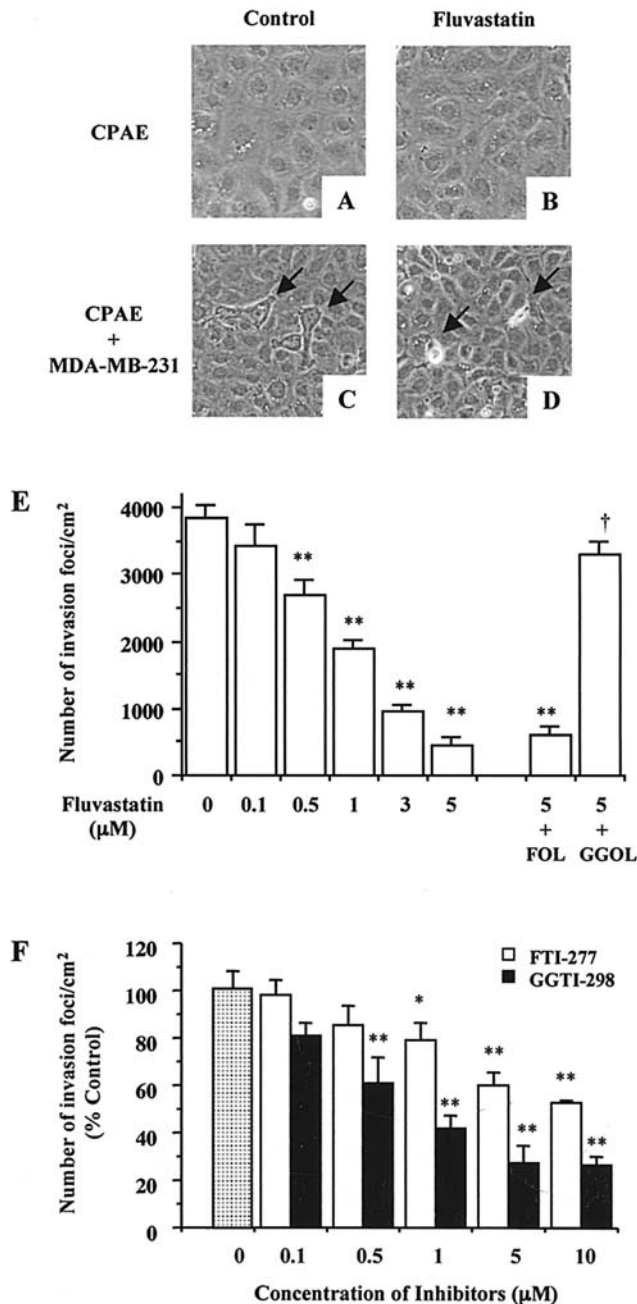 Control Fluvastatin
CPAE
A B
CPAE
+
MDA-MB-231
C D
E
Number of invasion foci/cm²
4000
3000
2000
1000
0
** ** ** ** ** †
Fluvastatin
(μM)
0 0.1 0.5 1 3 5 5 5
+ +
FOL GGOL
F
Number of invasion foci/cm²
(% Control)
120
100
80
60
40
20
0
FTI-277
GGTI-298
** * ** ** ** ** **
0 0.1 0.5 1 5 10
Concentration of Inhibitors (μM)